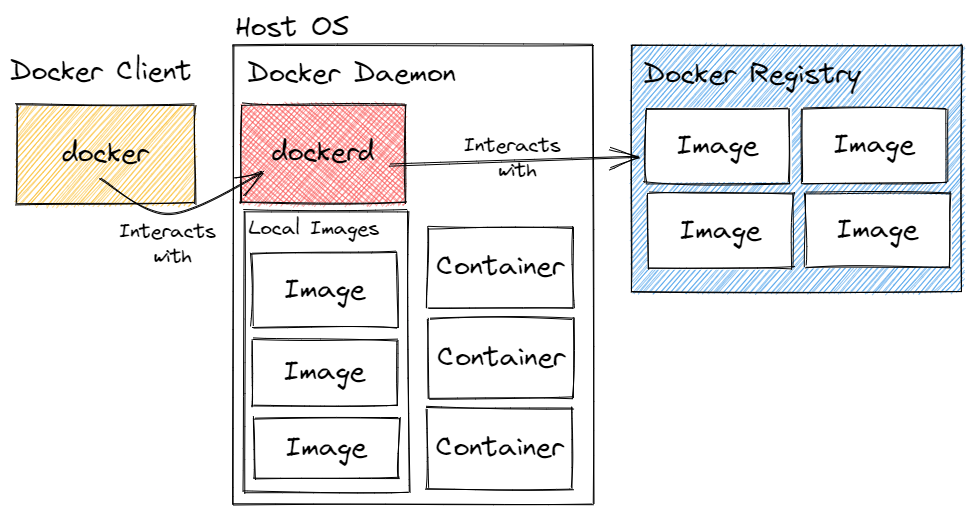 Host OS
Docker Client
Docker Daemon
Docker Registry
docker
dockerd
Interacts
with
Interacts
with
Image
Image
Image
Image
Local Images
Image
Image
Image
Container
Container
Container